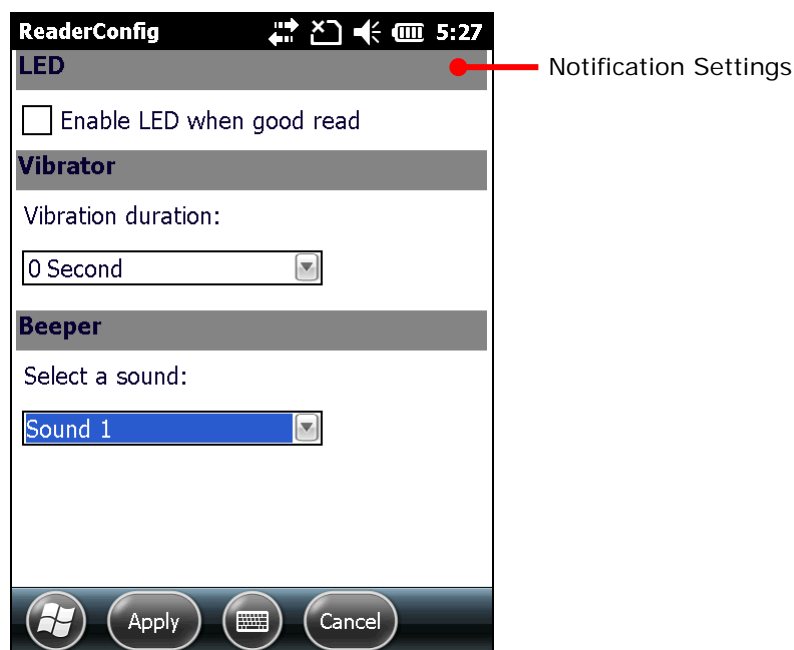 ReaderConfig 5:27
LED
Notification Settings
Enable LED when good read
Vibrator
Vibration duration:
0 Second
Beeper
Select a sound:
Sound 1
Apply Cancel